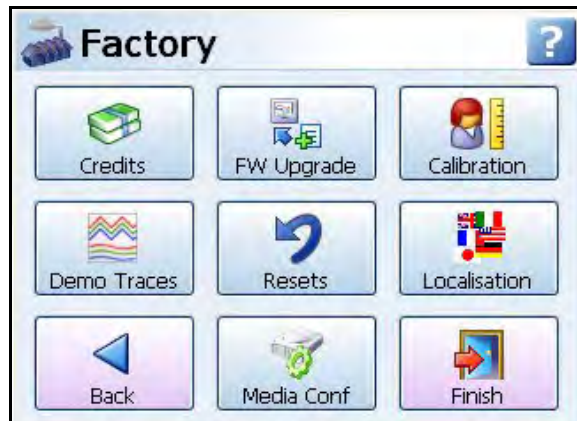 Factory
?
Credits
FW Upgrade
Calibration
Demo Traces
Resets
Localisation
Back
Media Conf
Finish